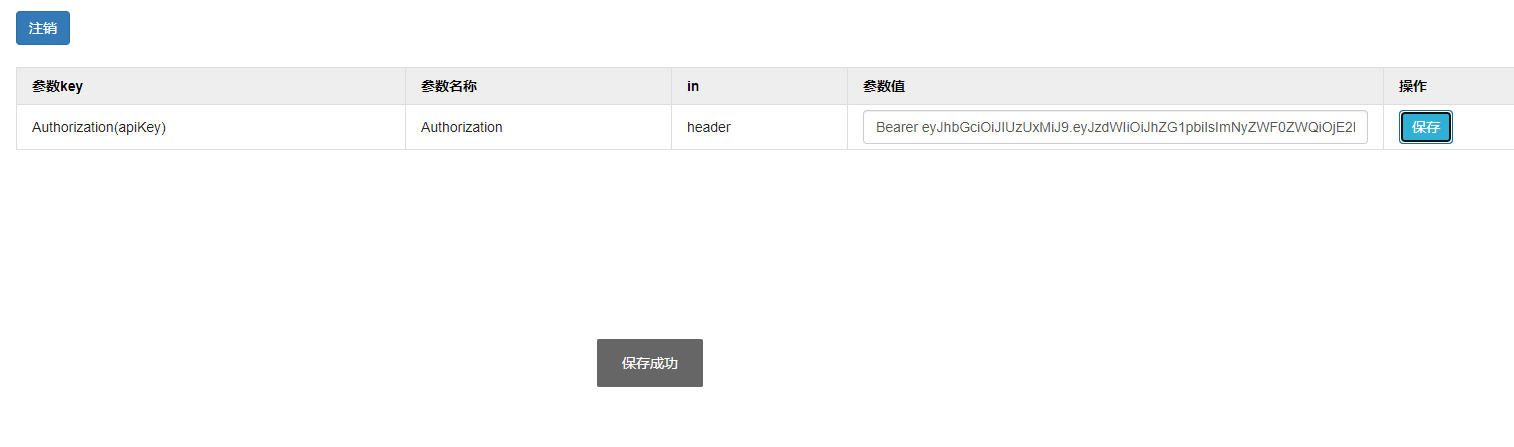 注销
参数key 参数名称 in 参数值 操作
Authorization(apiKey) Authorization header Bearer eyJhbGciOiJIUzUxMiJ9.eyJzdWIiOiJhZG1pbiIsImNyZWF0ZWQiOjE2I 保存
保存成功